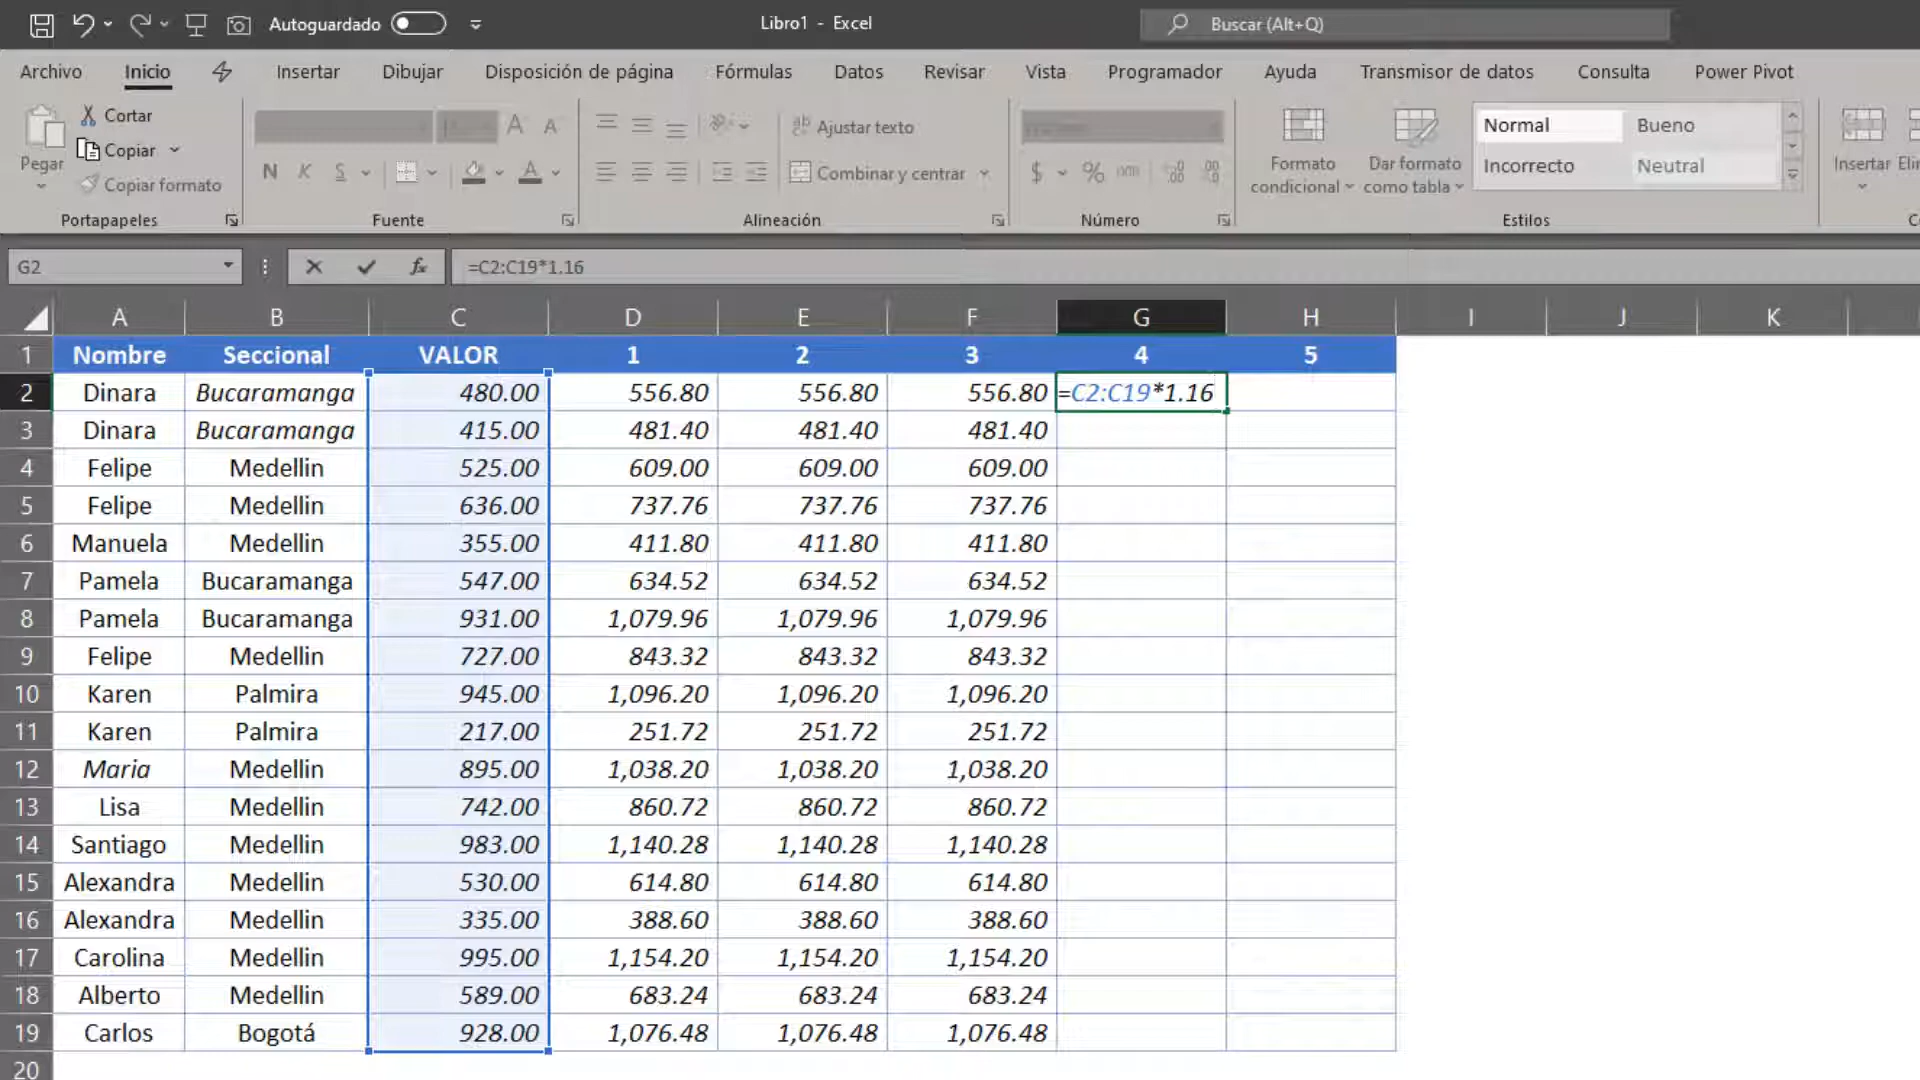 Autoguardado
Libro1 - Excel
Buscar (Alt+Q)
Archivo Inicio Insertar Dibujar Disposición de página Fórmulas Datos Revisar Vista Programador Ayuda Transmisor de datos Consulta Power Pivot
Pegar
Cortar
Copiar
Copiar formato
Portapapeles
A A
N K S A
Fuente
ab Ajustar texto
Combinar y centrar
Alineación
$ % 000
Número
Formato condicional
Dar formato como tabla
Normal Bueno
Incorrecto Neutral
Estilos
Insertar
G2
fx
=C2:C19*1.16
A B C D E F G H I J K
1 Nombre Seccional VALOR 1 2 3 4 5
2 Dinara Bucaramanga 480.00 556.80 556.80 556.80 =C2:C19*1.16
3 Dinara Bucaramanga 415.00 481.40 481.40 481.40
4 Felipe Medellin 525.00 609.00 609.00 609.00
5 Felipe Medellin 636.00 737.76 737.76 737.76
6 Manuela Medellin 355.00 411.80 411.80 411.80
7 Pamela Bucaramanga 547.00 634.52 634.52 634.52
8 Pamela Bucaramanga 931.00 1,079.96 1,079.96 1,079.96
9 Felipe Medellin 727.00 843.32 843.32 843.32
10 Karen Palmira 945.00 1,096.20 1,096.20 1,096.20
11 Karen Palmira 217.00 251.72 251.72 251.72
12 Maria Medellin 895.00 1,038.20 1,038.20 1,038.20
13 Lisa Medellin 742.00 860.72 860.72 860.72
14 Santiago Medellin 983.00 1,140.28 1,140.28 1,140.28
15 Alexandra Medellin 530.00 614.80 614.80 614.80
16 Alexandra Medellin 335.00 388.60 388.60 388.60
17 Carolina Medellin 995.00 1,154.20 1,154.20 1,154.20
18 Alberto Medellin 589.00 683.24 683.24 683.24
19 Carlos Bogotá 928.00 1,076.48 1,076.48 1,076.48
20